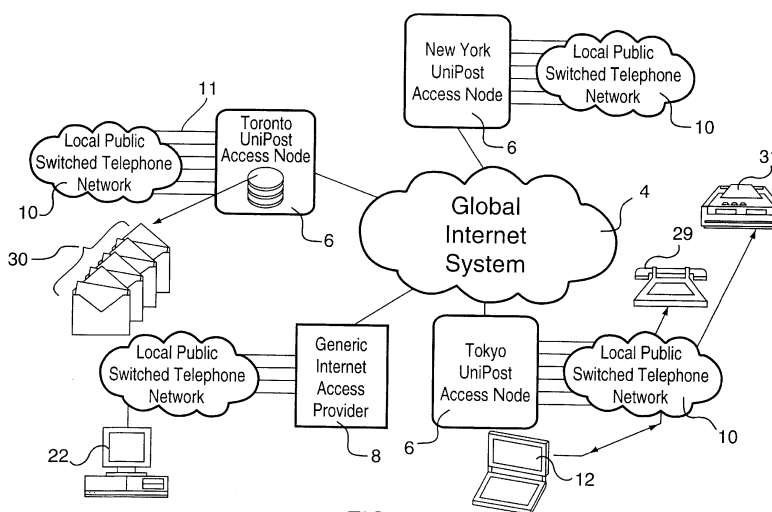 New York
UniPost
Access Node
6
Local Public
Switched Telephone
Network
10
11
Local Public
Switched Telephone
Network
10
Toronto
UniPost
Access Node
6
30
Global
Internet
System
4
31
29
Local Public
Switched Telephone
Network
22
Generic
Internet
Access
Provider
8
Tokyo
UniPost
Access Node
6
Local Public
Switched Telephone
Network
10
12